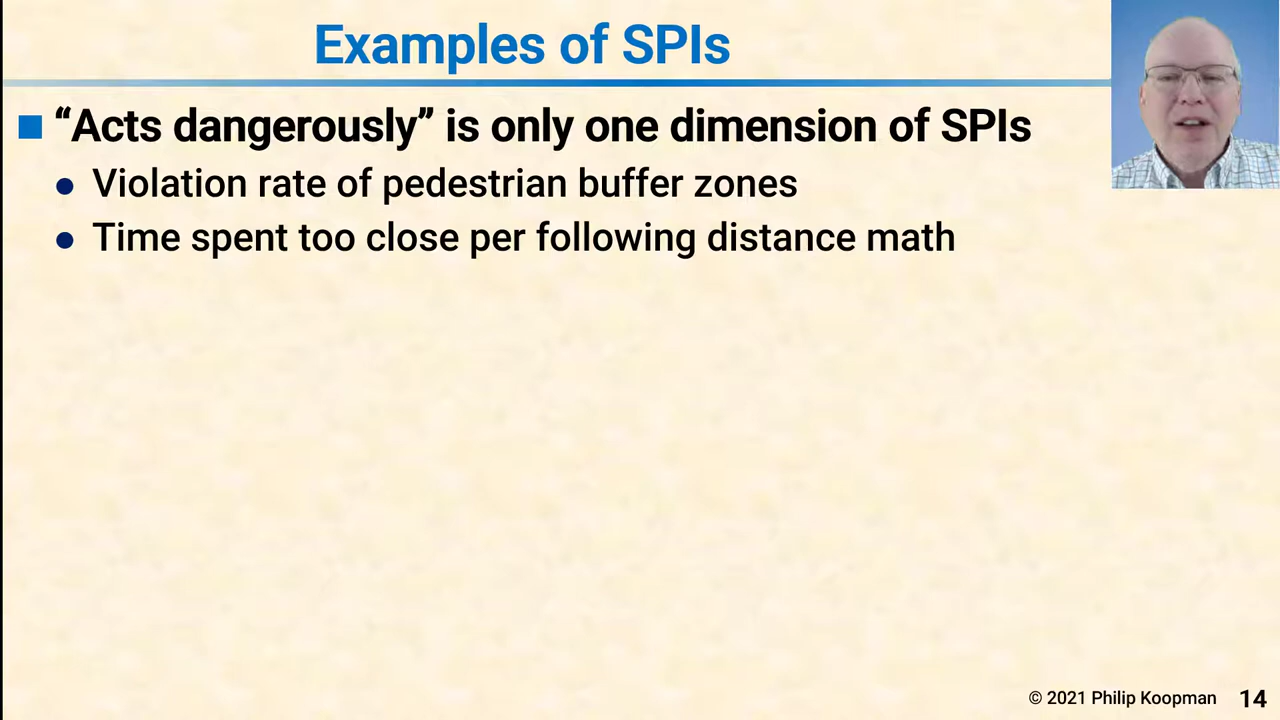 Examples of SPIs
“Acts dangerously” is only one dimension of SPIs
Violation rate of pedestrian buffer zones
Time spent too close per following distance math
© 2021 Philip Koopman 14